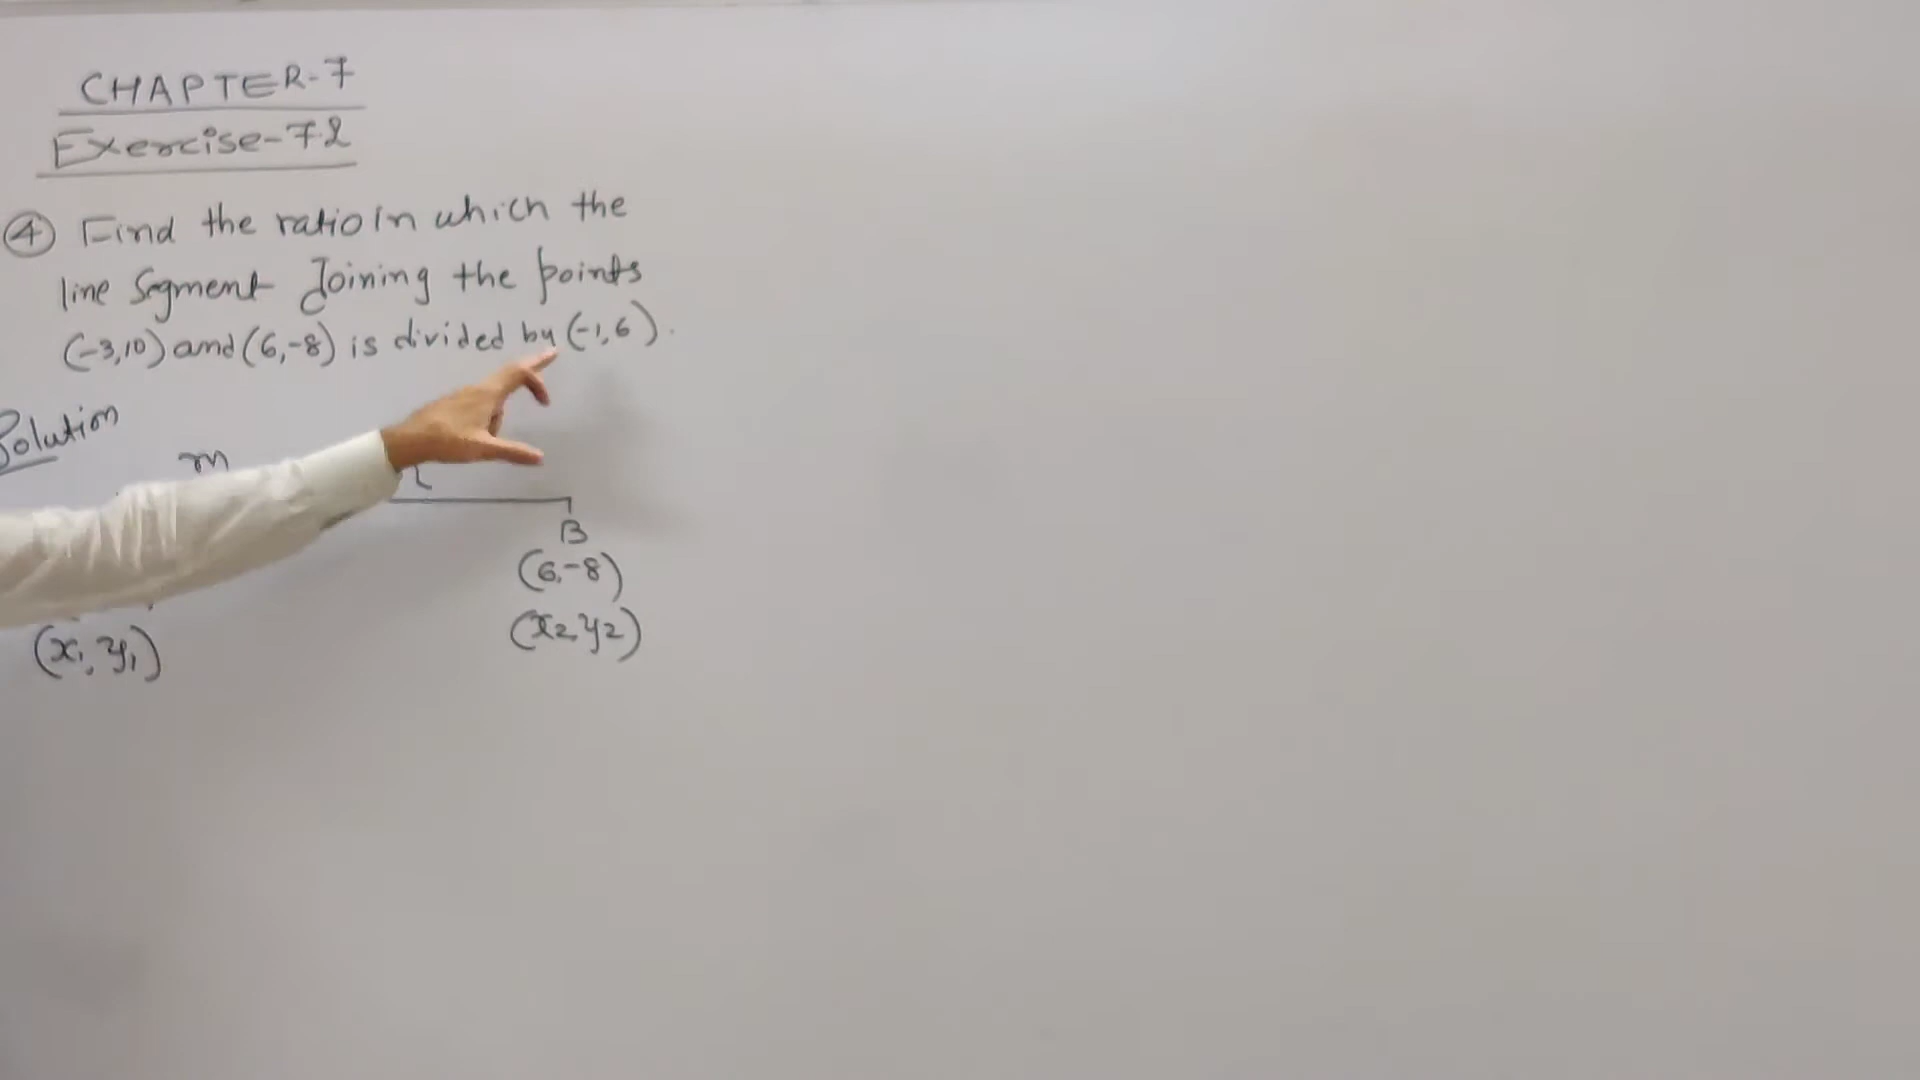 CHAPTER-7
Exercise-7.2
④ Find the ratio in which the
line Segment Joining the points
(-3,10) and (6,-8) is divided by (-1,6).
Solution
m
B
(6,-8)
(x₁, y₁)
(x₂, y₂)